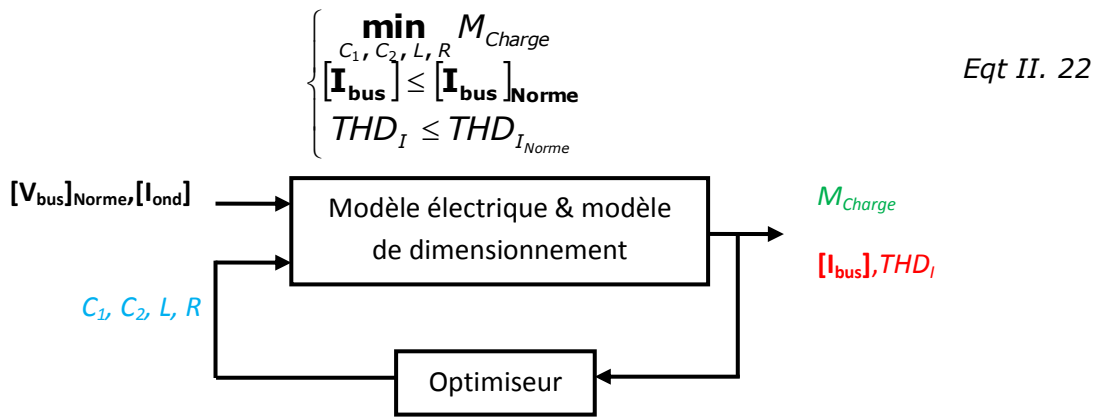 min M_Charge
C₁, C₂, L, R
[I_bus] ≤ [I_bus]_Norme
Eqt II. 22
THD_I ≤ THD_I_Norme
[V_bus]_Norme,[I_ond]
Modèle électrique & modèle
de dimensionnement
M_Charge
[I_bus],THD_I
C₁, C₂, L, R
Optimiseur